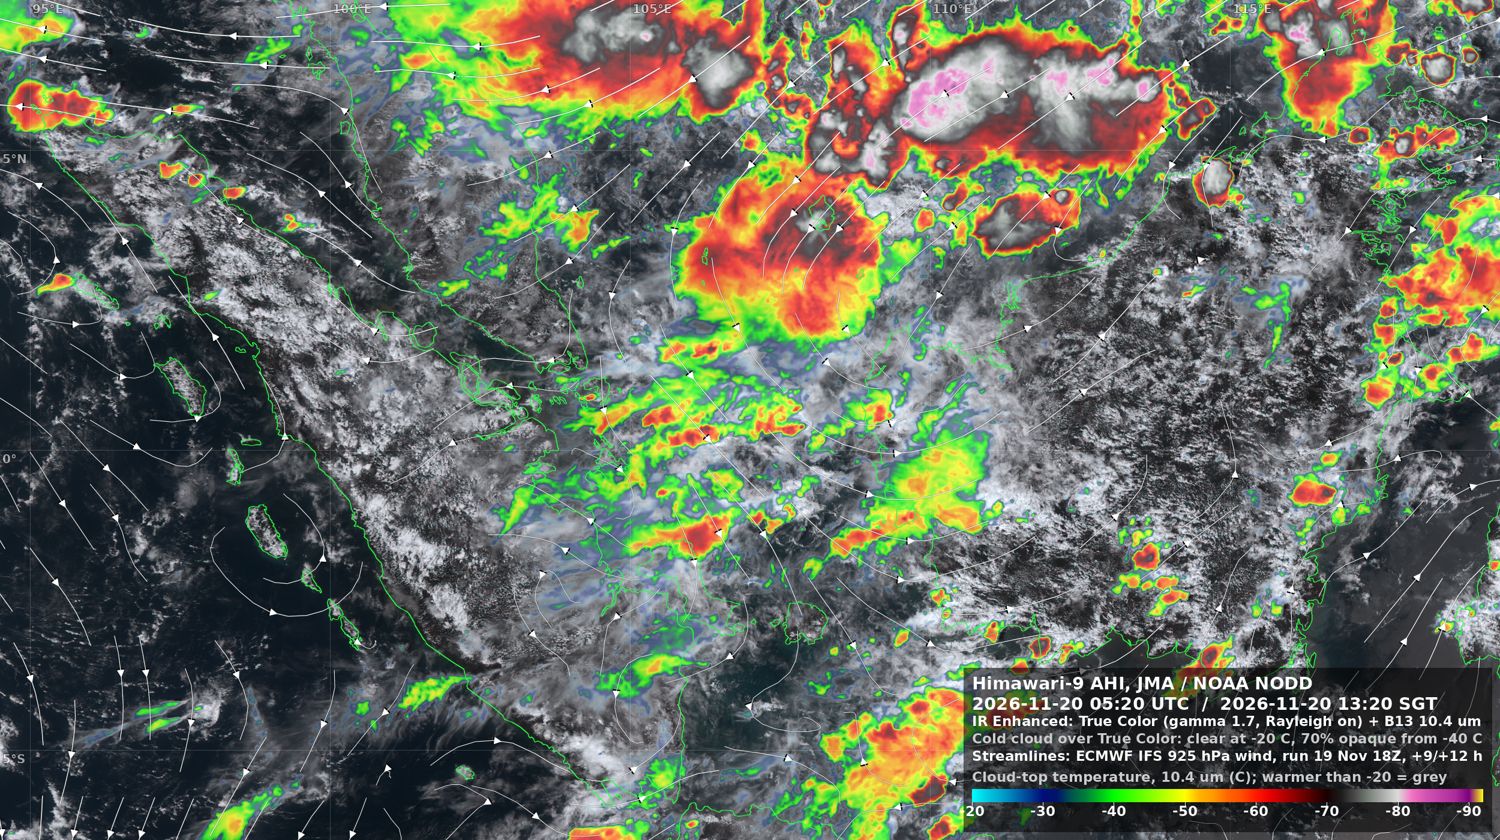 95°E
100°E
105°E
110°E
115°E
5°N
0°
5°S
Himawari-9 AHI, JMA / NOAA NODD
2026-11-20 05:20 UTC / 2026-11-20 13:20 SGT
IR Enhanced: True Color (gamma 1.7, Rayleigh on) + B13 10.4 um
Cold cloud over True Color: clear at -20 C, 70% opaque from -40 C
Streamlines: ECMWF IFS 925 hPa wind, run 19 Nov 18Z, +9/+12 h
Cloud-top temperature, 10.4 um (C); warmer than -20 = grey
-20 -30 -40 -50 -60 -70 -80 -90